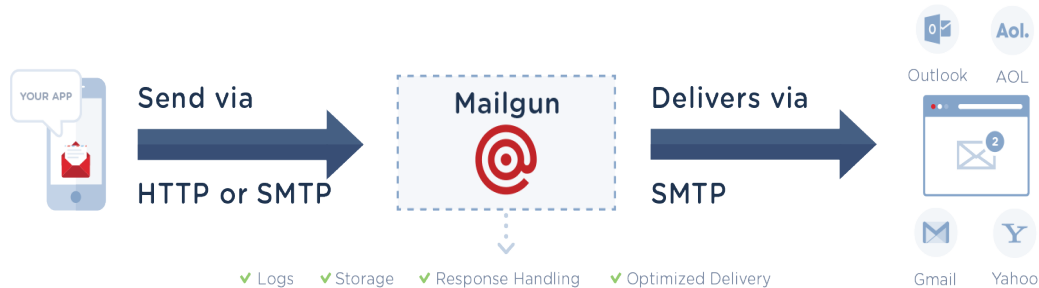 YOUR APP
Send via
HTTP or SMTP
Mailgun
Delivers via
SMTP
Outlook
Aol.
AOL
2
Gmail
Y
Yahoo
Logs
Storage
Response Handling
Optimized Delivery